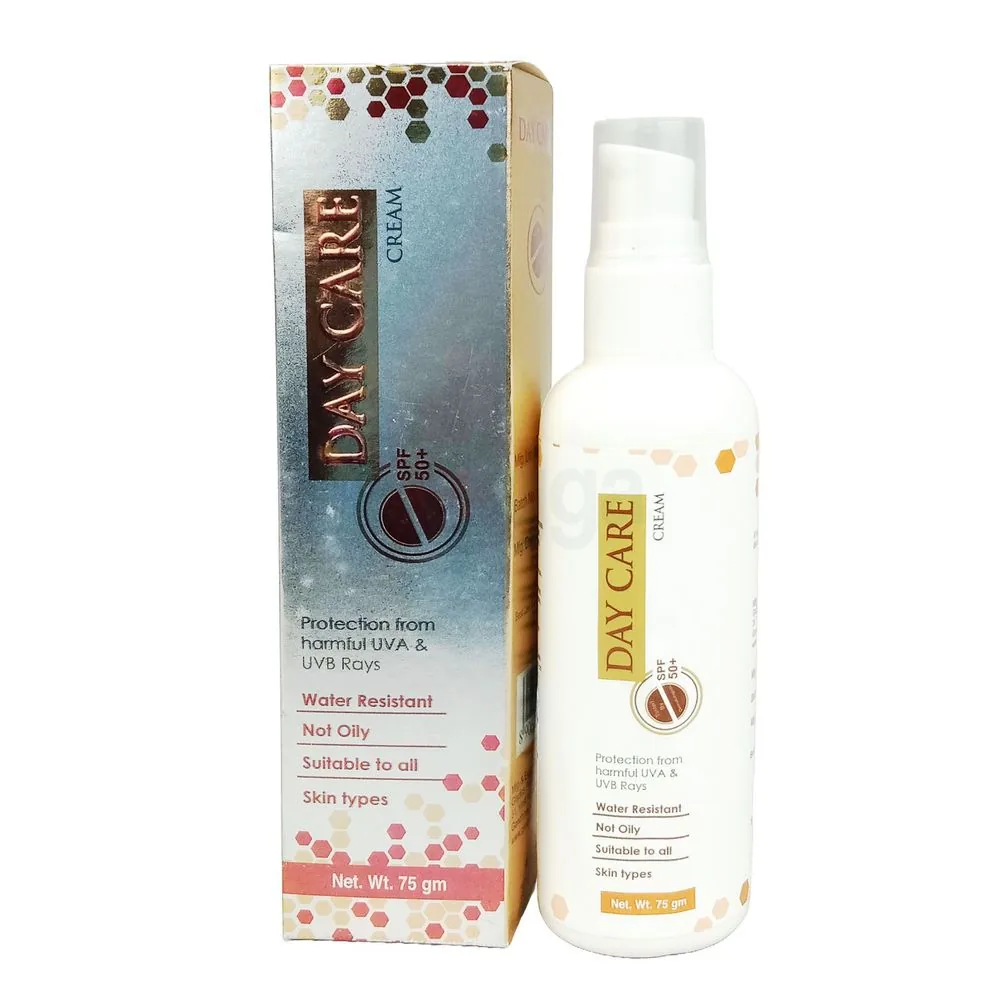 DAY CARE
CREAM
SPF
50+
Protection from
harmful UVA &
UVB Rays
Water Resistant
Not Oily
Suitable to all
Skin types
Net. Wt. 75 gm
DAY CARE
CREAM
SPF
50+
Protection from
harmful UVA &
UVB Rays
Water Resistant
Not Oily
Suitable to all
Skin types
Net. Wt. 75 gm